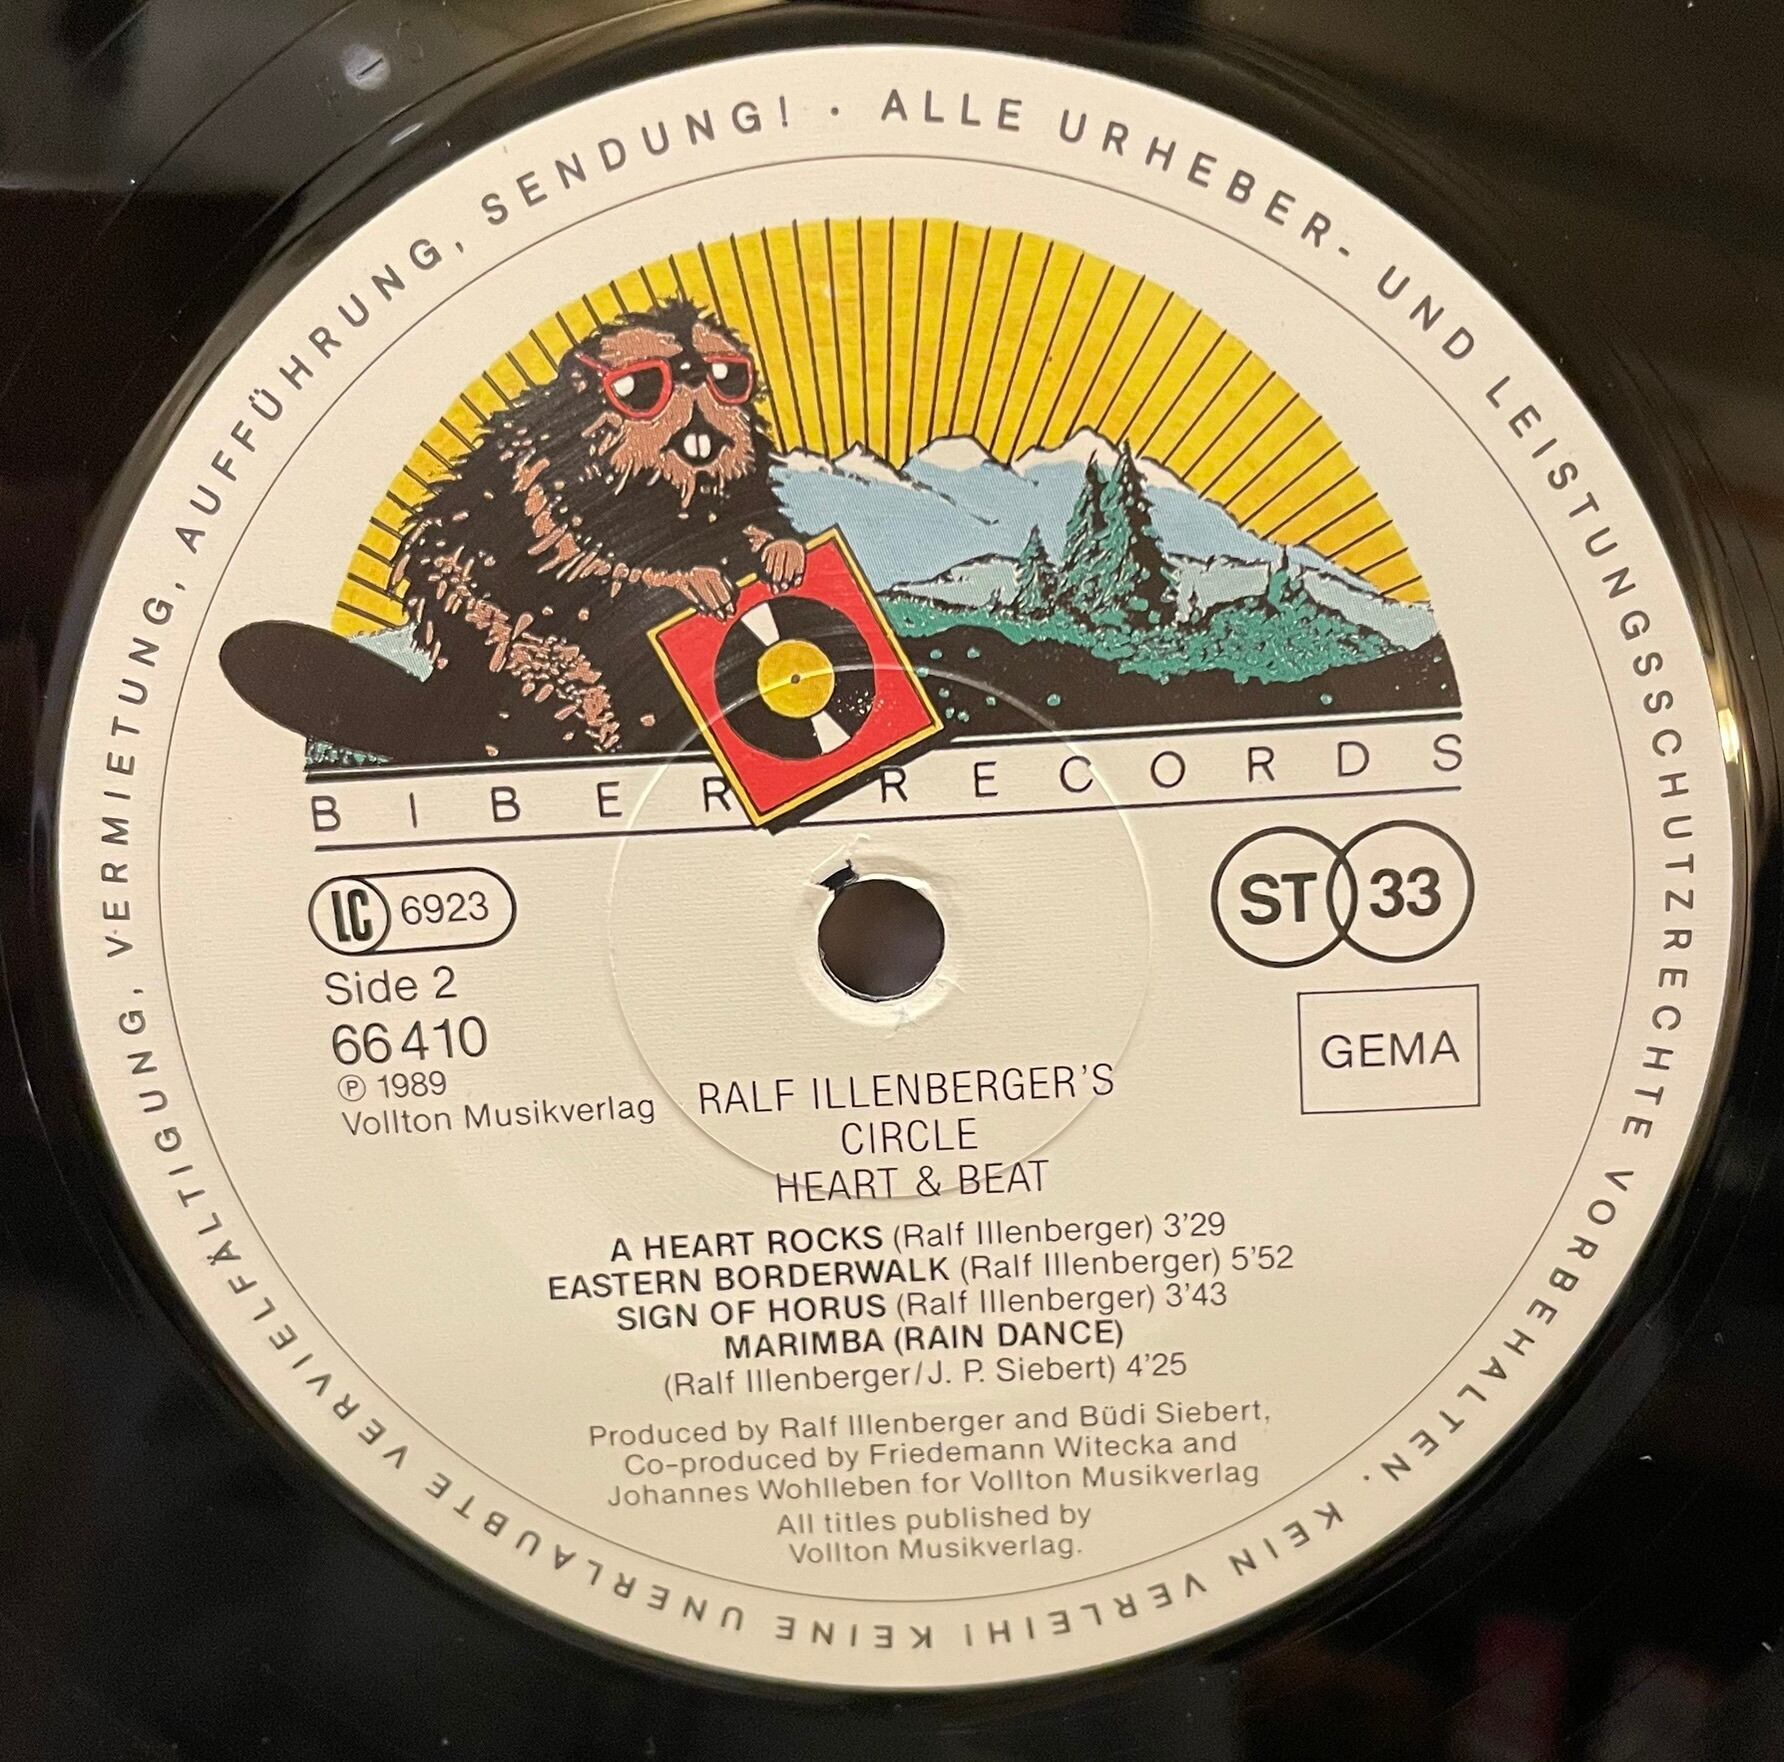 ALLE URHEBER- UND LEISTUNGSSCHUTZRECHTE VORBEHALTEN · KEIN VERLEIH! KEINE UNERLAUBTE VERVIELFÄLTIGUNG, VERMIETUNG, AUFFÜHRUNG, SENDUNG! ·
BIBER RECORDS
LC 6923
ST 33
Side 2
66 410
℗ 1989
Vollton Musikverlag
GEMA
RALF ILLENBERGER'S
CIRCLE
HEART & BEAT
A HEART ROCKS (Ralf Illenberger) 3'29
EASTERN BORDERWALK (Ralf Illenberger) 5'52
SIGN OF HORUS (Ralf Illenberger) 3'43
MARIMBA (RAIN DANCE)
(Ralf Illenberger/J. P. Siebert) 4'25
Produced by Ralf Illenberger and Büdi Siebert,
Co-produced by Friedemann Witecka and
Johannes Wohlleben for Vollton Musikverlag
All titles published by
Vollton Musikverlag.